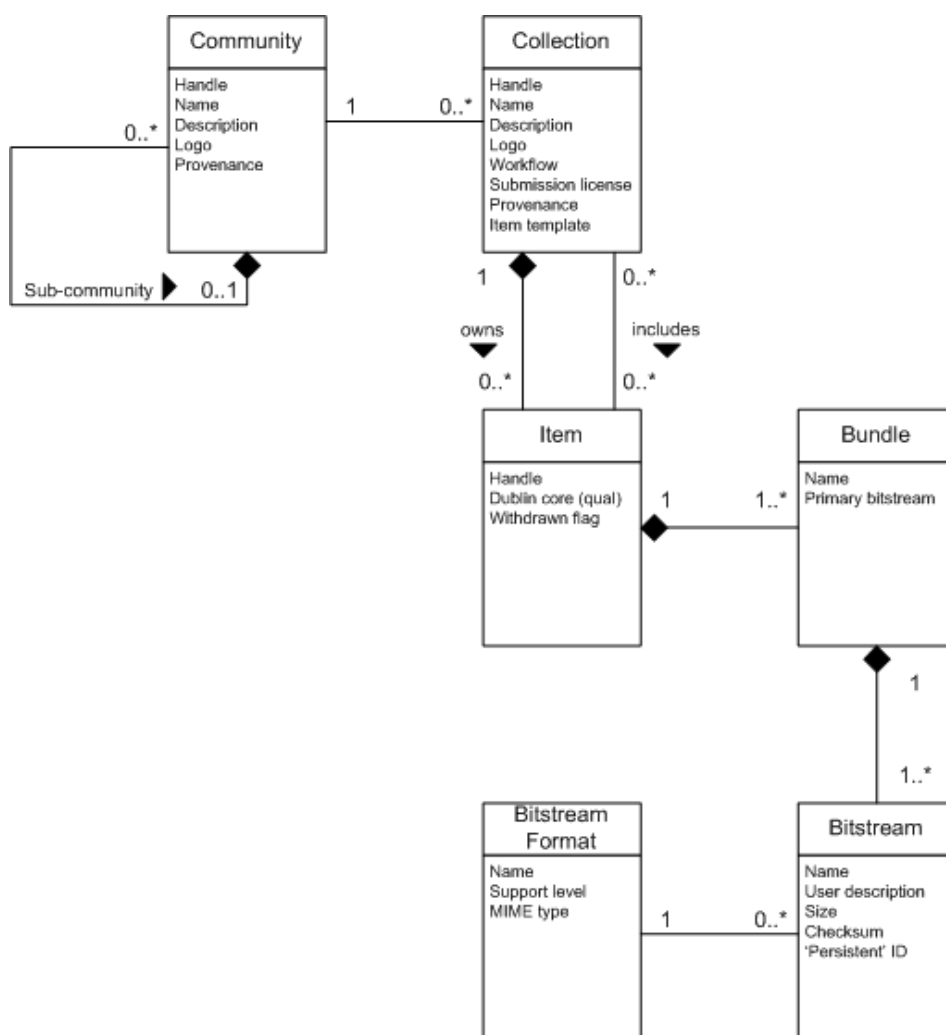 Community
Handle
Name
Description
Logo
Provenance
Collection
Handle
Name
Description
Logo
Workflow
Submission license
Provenance
Item template
1
0..*
0..*
Sub-community
0..1
1
0..*
owns
includes
0..*
0..*
Item
Handle
Dublin core (qual)
Withdrawn flag
Bundle
Name
Primary bitstream
1
1..*
1
1..*
Bitstream
Format
Name
Support level
MIME type
Bitstream
Name
User description
Size
Checksum
'Persistent' ID
1
0..*